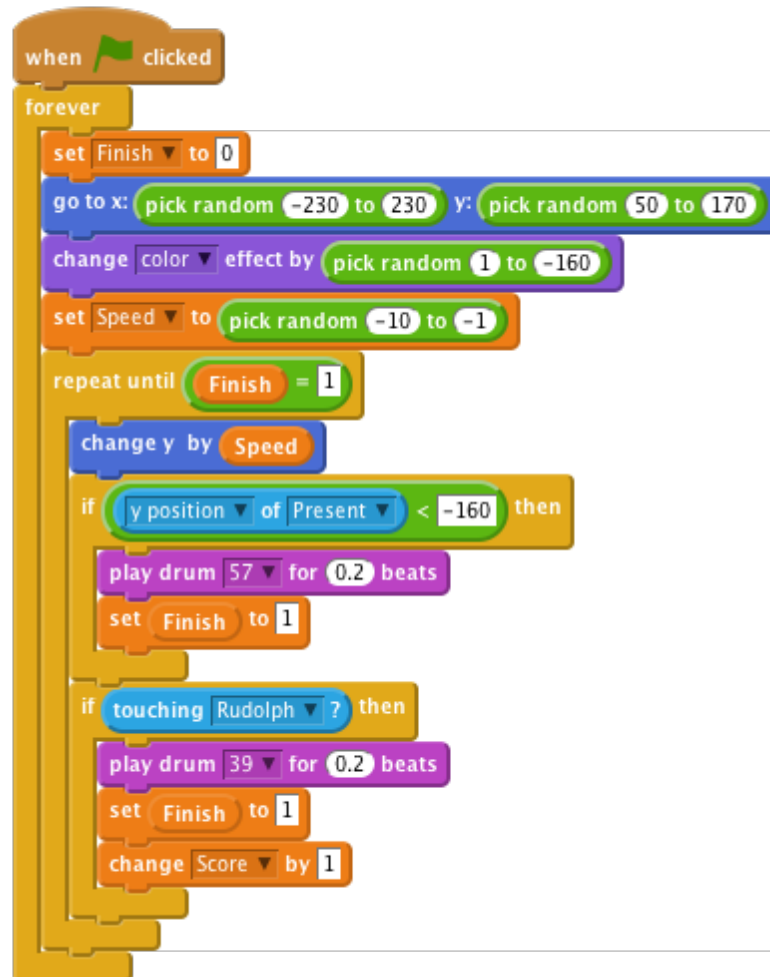 when clicked
forever
set Finish to 0
go to x: pick random -230 to 230 y: pick random 50 to 170
change color effect by pick random 1 to -160
set Speed to pick random -10 to -1
repeat until Finish = 1
change y by Speed
if y position of Present < -160 then
play drum 57 for 0.2 beats
set Finish to 1
if touching Rudolph ? then
play drum 39 for 0.2 beats
set Finish to 1
change Score by 1